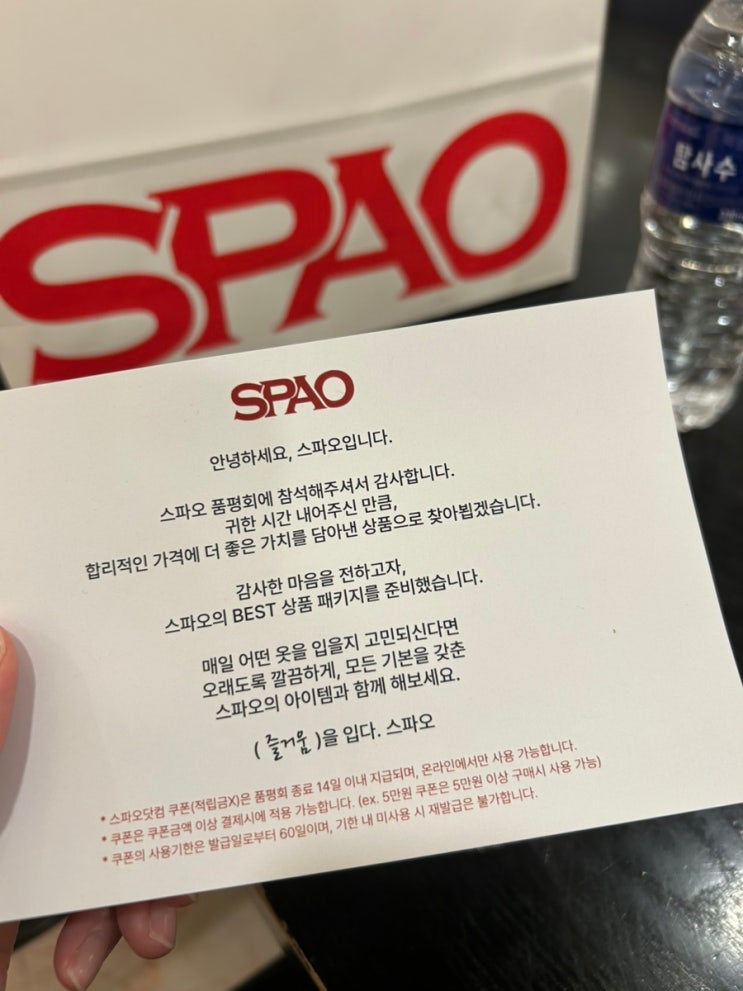 SPAO
맘사수
SPAO
안녕하세요, 스파오입니다.
스파오 품평회에 참석해주셔서 감사합니다.
귀한 시간 내어주신 만큼,
합리적인 가격에 더 좋은 가치를 담아낸 상품으로 찾아뵙겠습니다.
감사한 마음을 전하고자,
스파오의 BEST 상품 패키지를 준비했습니다.
매일 어떤 옷을 입을지 고민되신다면
오래도록 깔끔하게, 모든 기본을 갖춘
스파오의 아이템과 함께 해보세요.
(즐거움)을 입다. 스파오
* 스파오닷컴 쿠폰(적립금X)은 품평회 종료 14일 이내 지급되며, 온라인에서만 사용 가능합니다.
* 쿠폰은 쿠폰금액 이상 결제시에 적용 가능합니다. (ex. 5만원 쿠폰은 5만원 이상 구매시 사용 가능)
* 쿠폰의 사용기한은 발급일로부터 60일이며, 기한 내 미사용 시 재발급은 불가합니다.